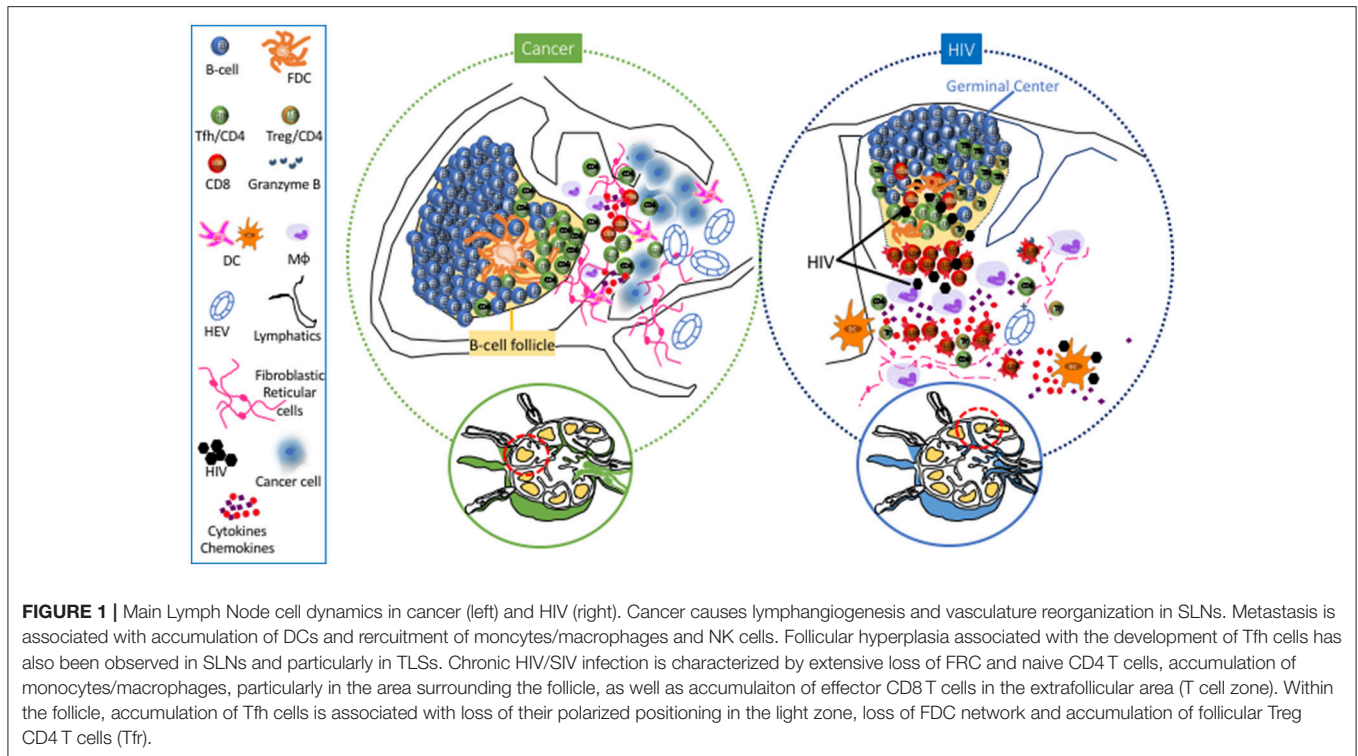 B-cell
FDC
Tfh/CD4
Treg/CD4
CD8
Granzyme B
DC
MΦ
HEV
Lymphatics
Fibroblastic
Reticular
cells
HIV
Cancer cell
Cytokines
Chemokines
Cancer
B-cell follicle
HIV
Germinal Center
HIV
FIGURE 1 | Main Lymph Node cell dynamics in cancer (left) and HIV (right). Cancer causes lymphangiogenesis and vasculature reorganization in SLNs. Metastasis is
associated with accumulation of DCs and rercuitment of moncytes/macrophages and NK cells. Follicular hyperplasia associated with the development of Tfh cells has
also been observed in SLNs and particularly in TLSs. Chronic HIV/SIV infection is characterized by extensive loss of FRC and naive CD4 T cells, accumulation of
monocytes/macrophages, particularly in the area surrounding the follicle, as well as accumulaiton of effector CD8 T cells in the extrafollicular area (T cell zone). Within
the follicle, accumulation of Tfh cells is associated with loss of their polarized positioning in the light zone, loss of FDC network and accumulation of follicular Treg
CD4 T cells (Tfr).